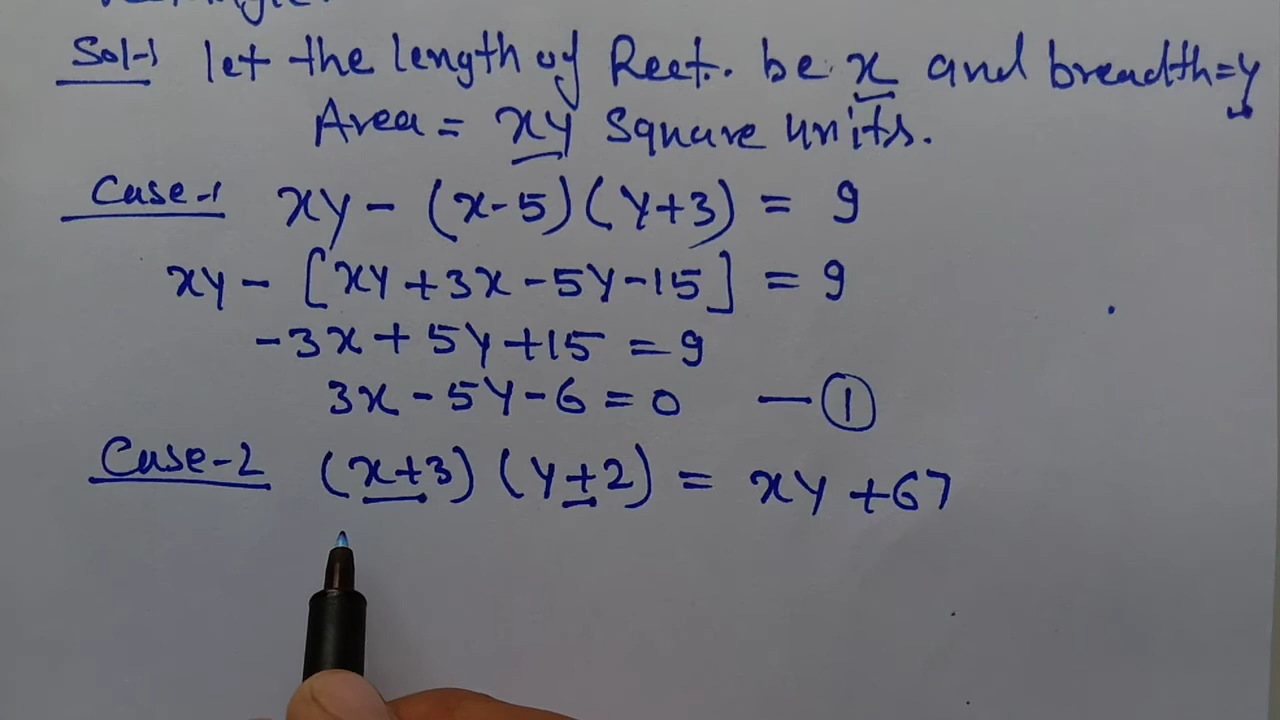 Sol-1 let the length of Rect. be x and breadth=y
Area = xy Square units.
Case-1 xy - (x-5)(y+3) = 9
xy - [xy+3x-5y-15] = 9
-3x+5y+15=9
3x-5y-6=0 — ①
Case-2 (x+3)(y+2) = xy+67